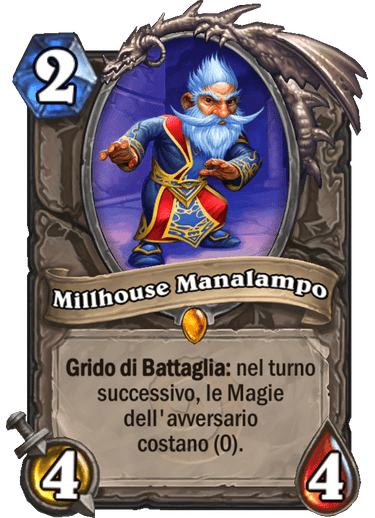 2
Millhouse Manalampo
Grido di Battaglia: nel turno
successivo, le Magie
dell'avversario
costano (0).
4
4